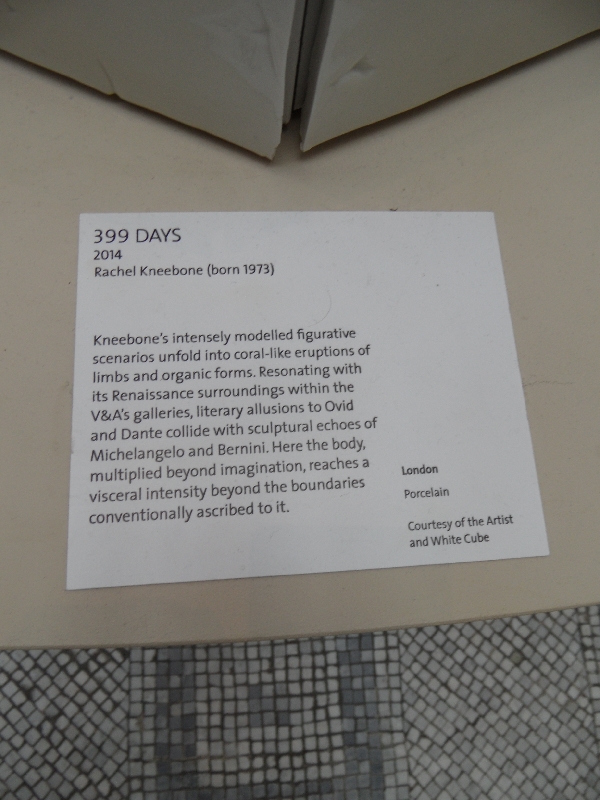 399 DAYS
2014
Rachel Kneebone (born 1973)
Kneebone's intensely modelled figurative
scenarios unfold into coral-like eruptions of
limbs and organic forms. Resonating with
its Renaissance surroundings within the
V&A's galleries, literary allusions to Ovid
and Dante collide with sculptural echoes of
Michelangelo and Bernini. Here the body,
multiplied beyond imagination, reaches a
visceral intensity beyond the boundaries
conventionally ascribed to it.
London
Porcelain
Courtesy of the Artist
and White Cube